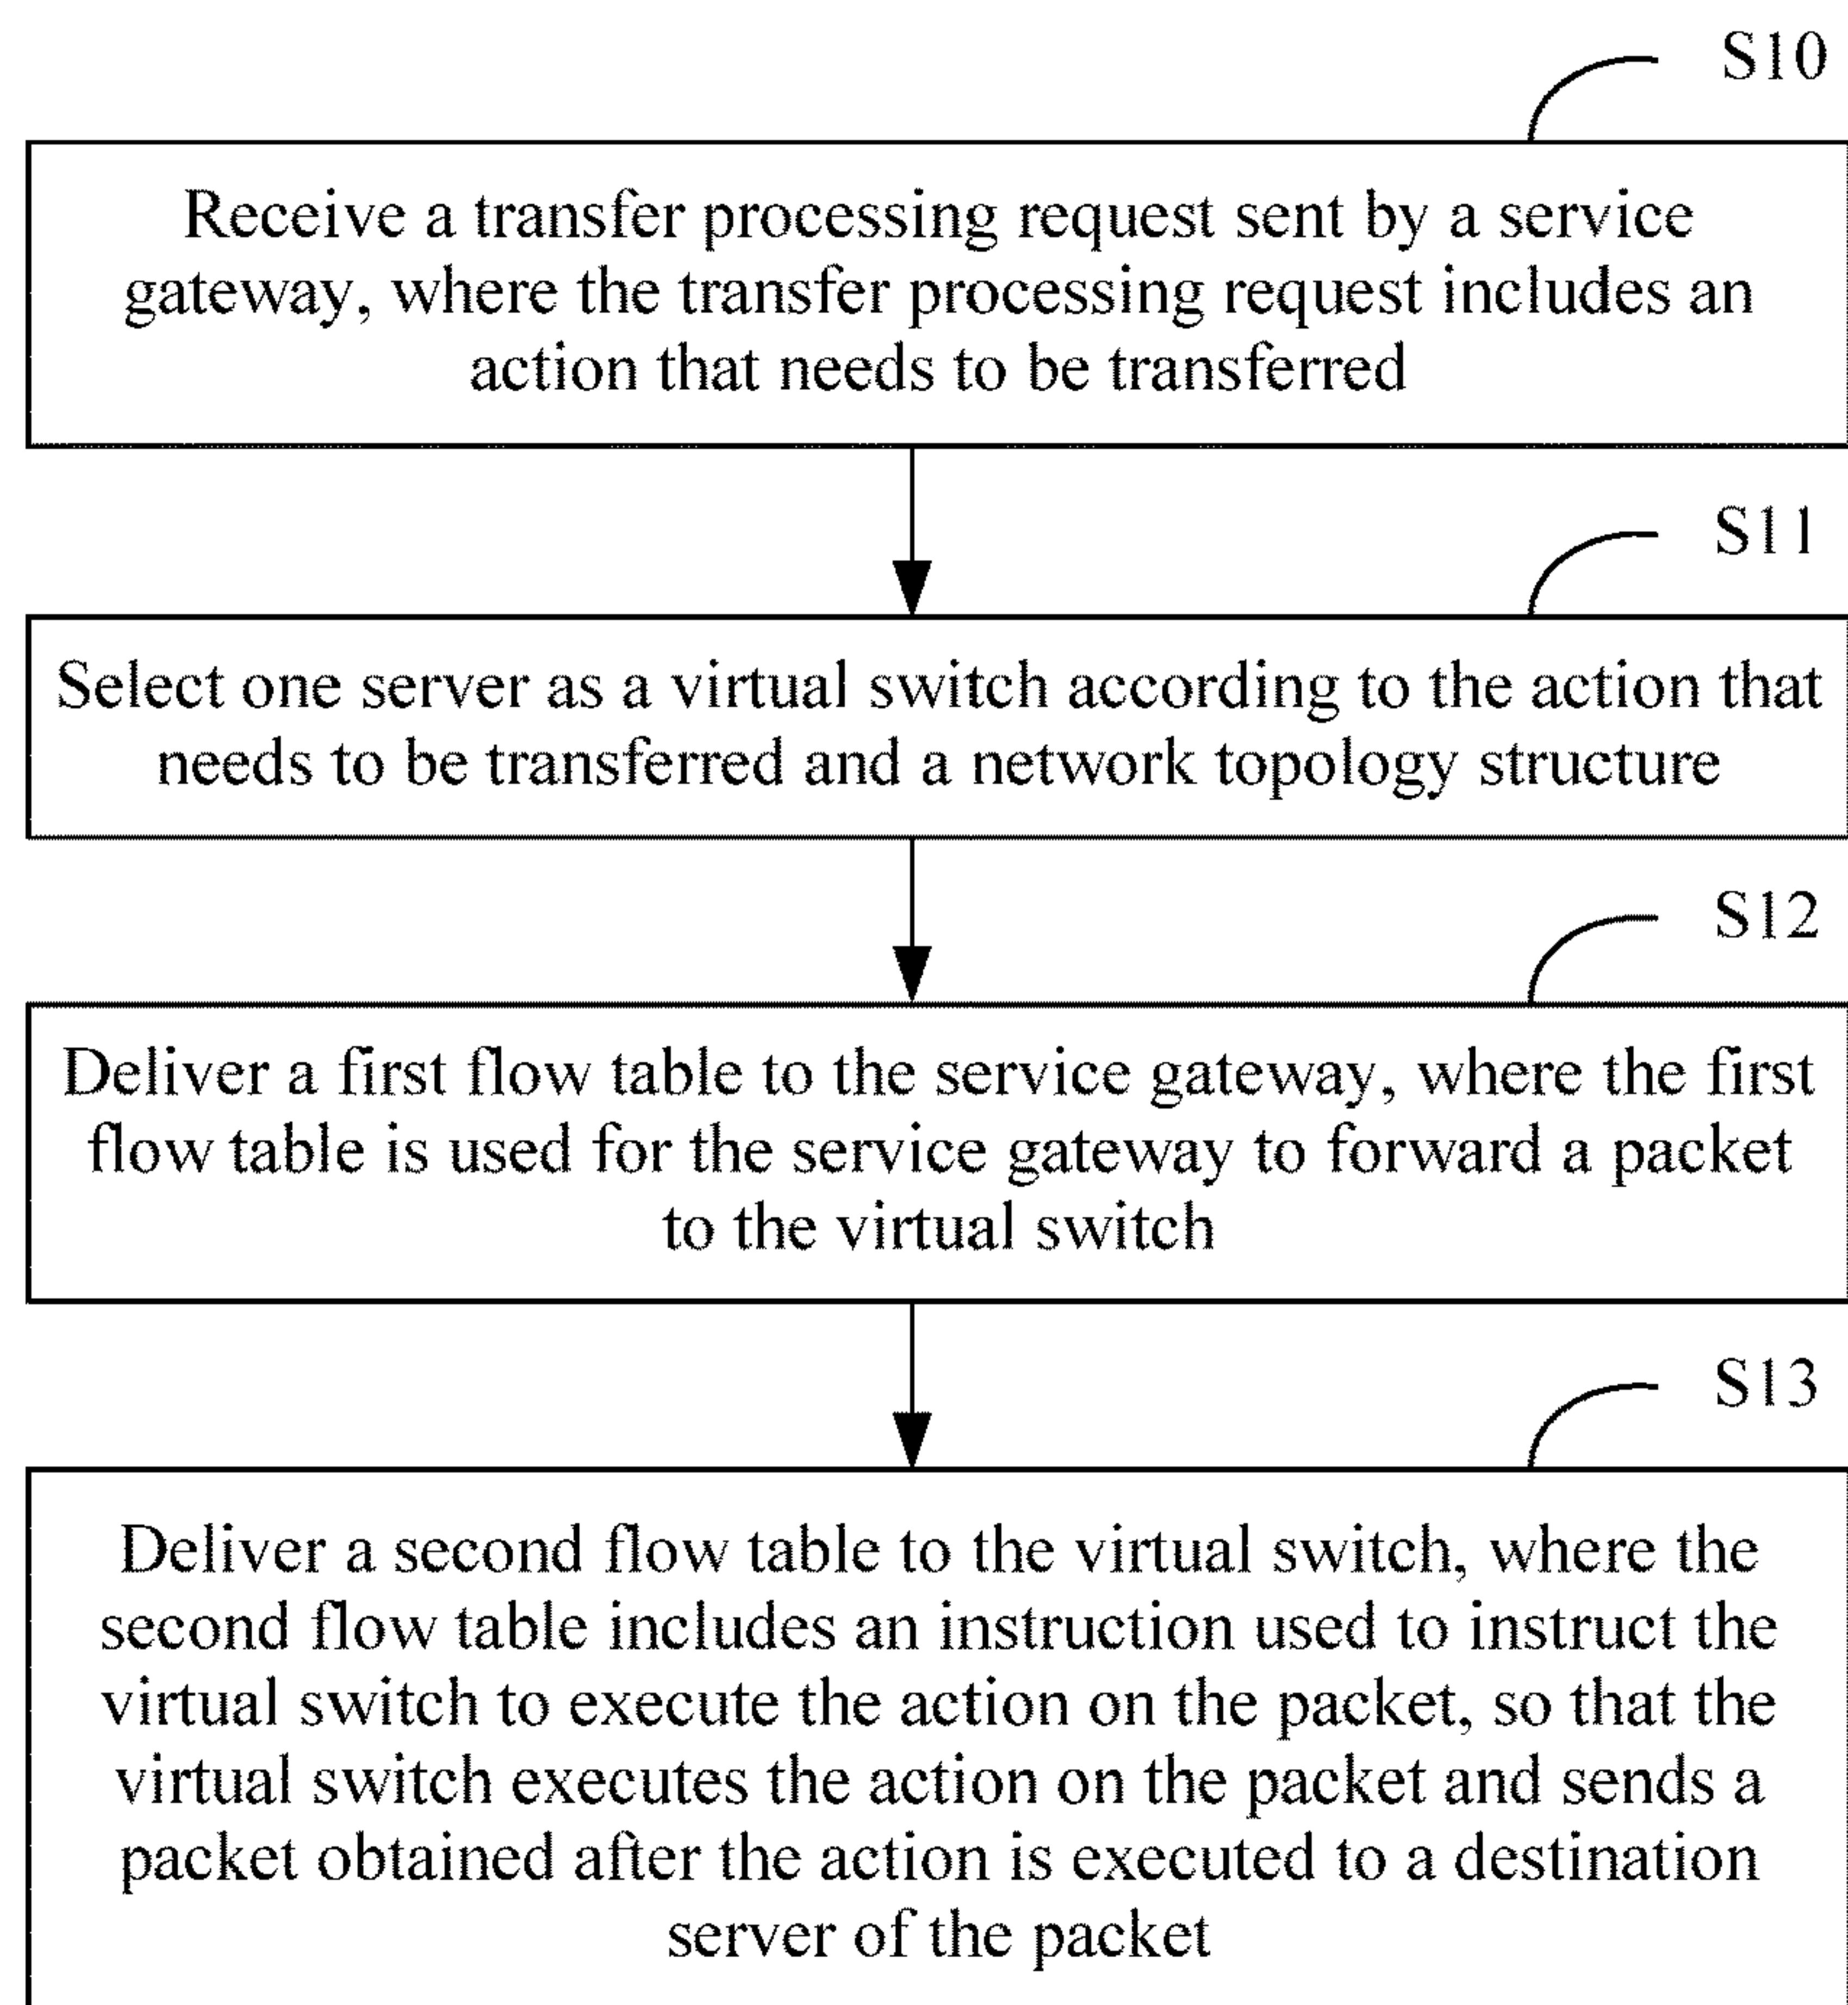 S10
Receive a transfer processing request sent by a service
gateway, where the transfer processing request includes an
action that needs to be transferred
S11
Select one server as a virtual switch according to the action that
needs to be transferred and a network topology structure
S12
Deliver a first flow table to the service gateway, where the first
flow table is used for the service gateway to forward a packet
to the virtual switch
S13
Deliver a second flow table to the virtual switch, where the
second flow table includes an instruction used to instruct the
virtual switch to execute the action on the packet, so that the
virtual switch executes the action on the packet and sends a
packet obtained after the action is executed to a destination
server of the packet